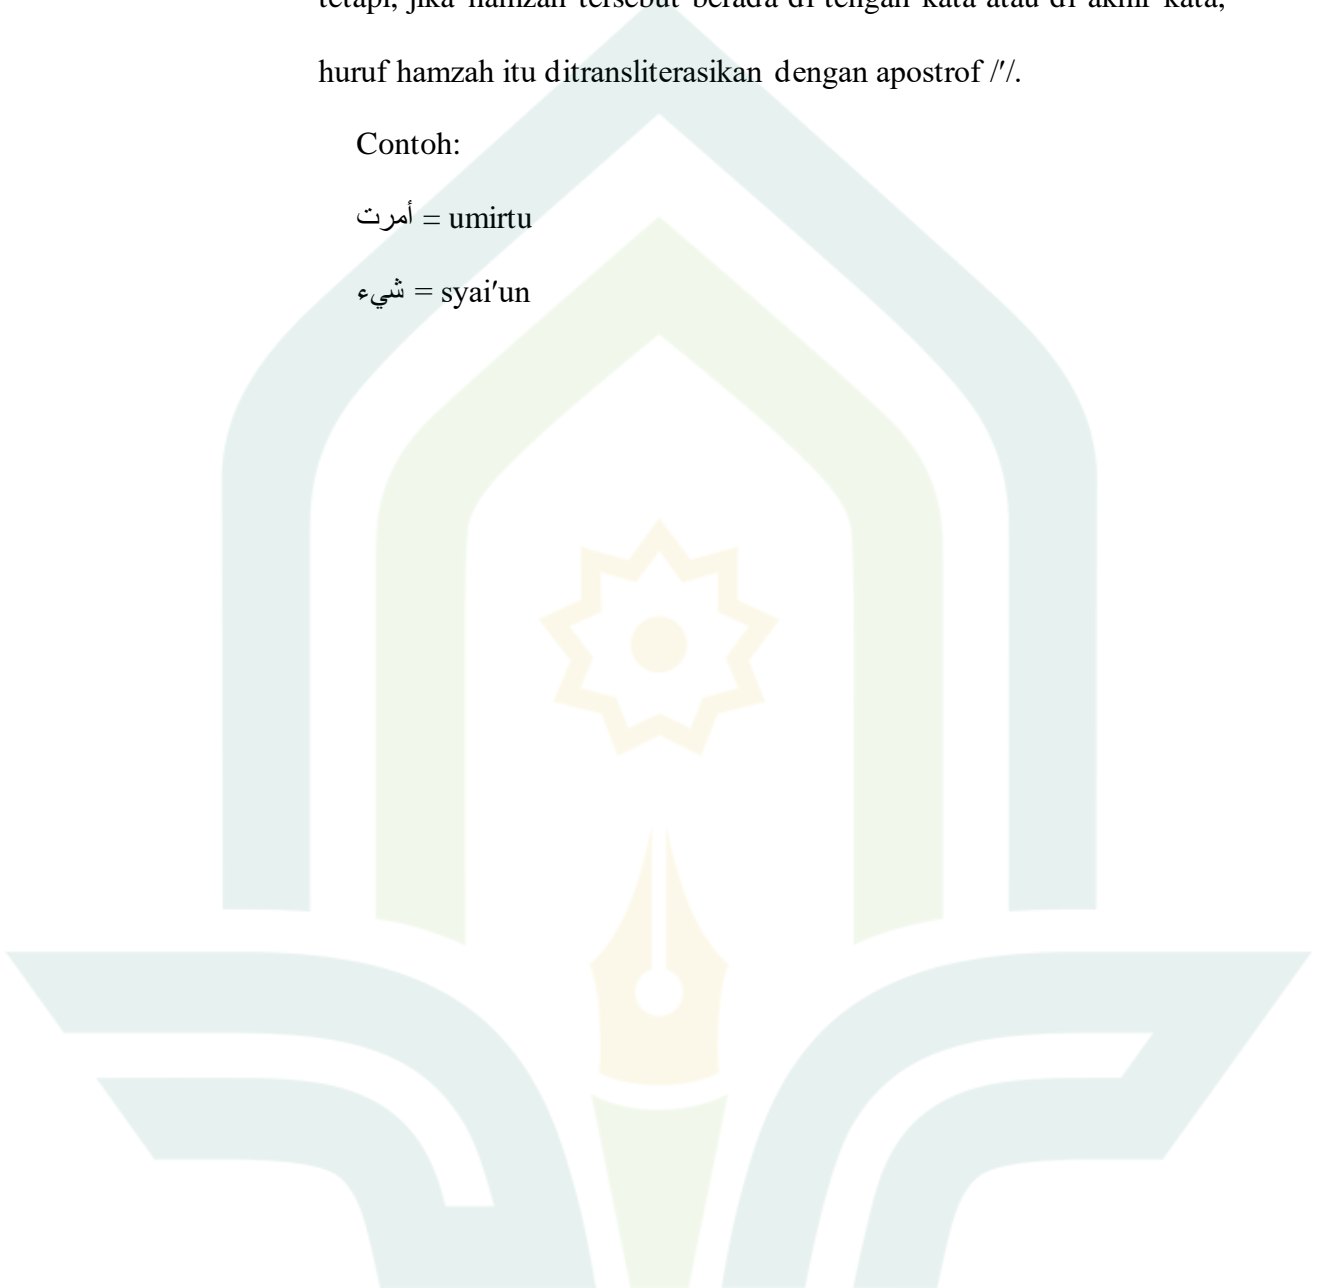 tetapi, jika hamzah tersebut berada di tengah kata atau di akhir kata,
huruf hamzah itu ditransliterasikan dengan apostrof /′/.
Contoh:
أمرت = umirtu
شيء = syai′un